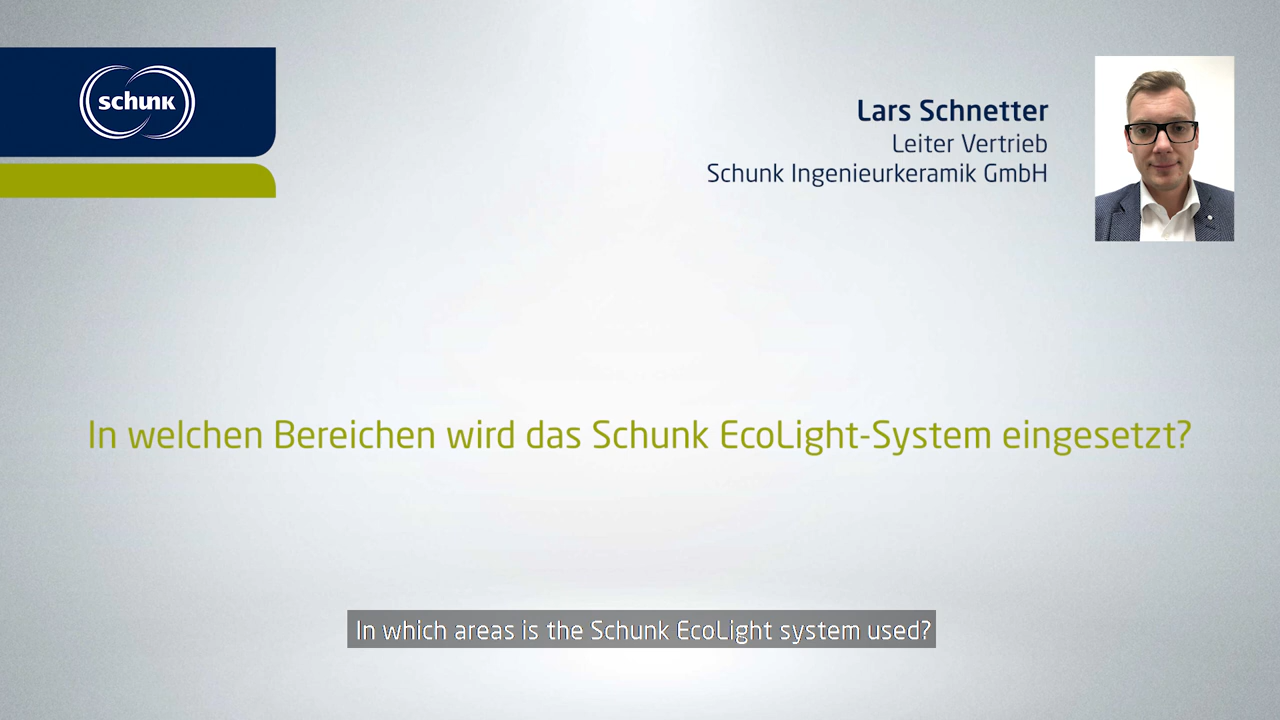 schunk
Lars Schnetter
Leiter Vertrieb
Schunk Ingenieurkeramik GmbH
In welchen Bereichen wird das Schunk EcoLight-System eingesetzt?
In which areas is the Schunk EcoLight system used?